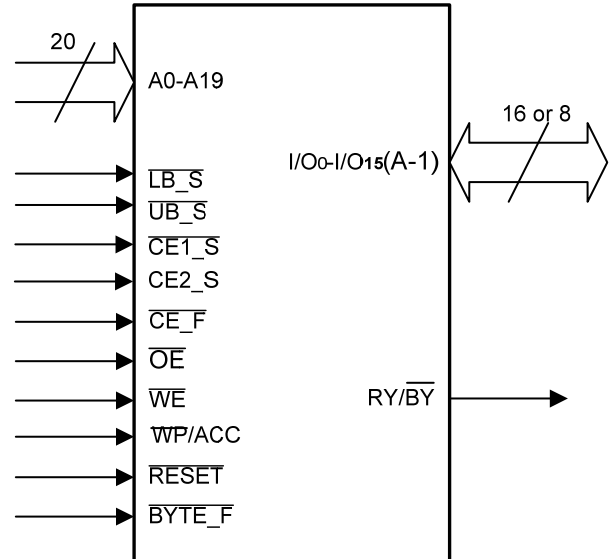 20
A0-A19
16 or 8
I/O0-I/O15(A-1)
LB_S
UB_S
CE1_S
CE2_S
CE_F
OE
WE
RY/BY
WP/ACC
RESET
BYTE_F